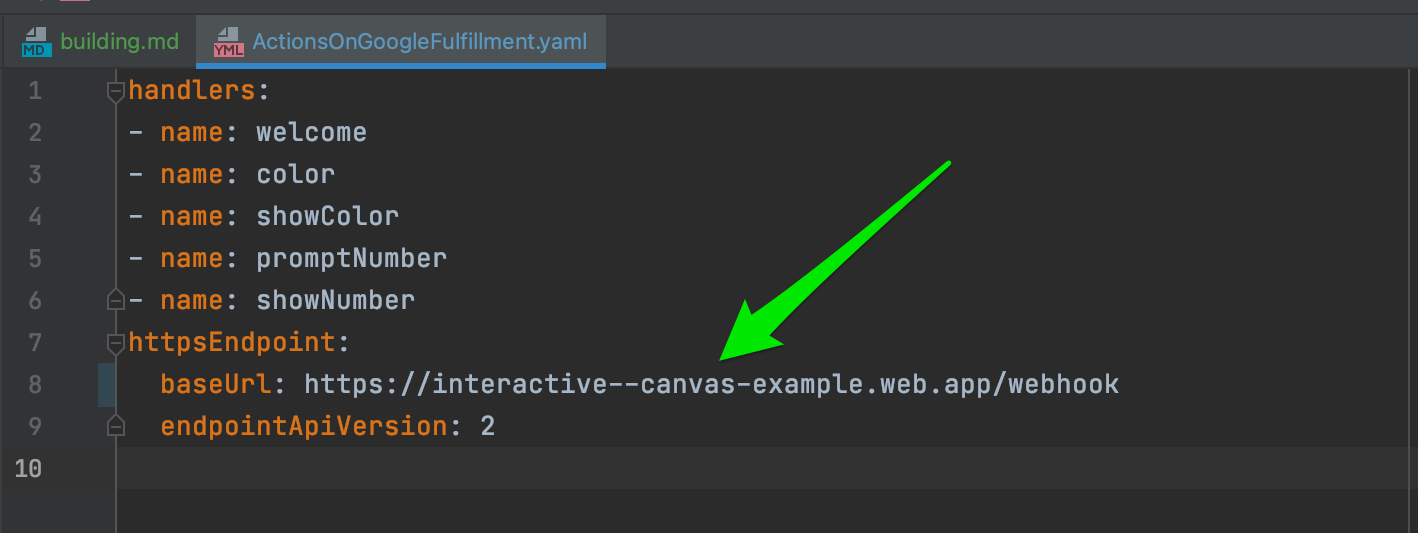 MD building.md YML ActionsOnGoogleFulfillment.yaml
1 handlers:
2 - name: welcome
3 - name: color
4 - name: showColor
5 - name: promptNumber
6 - name: showNumber
7 httpsEndpoint:
8 baseUrl: https://interactive--canvas-example.web.app/webhook
9 endpointApiVersion: 2
10